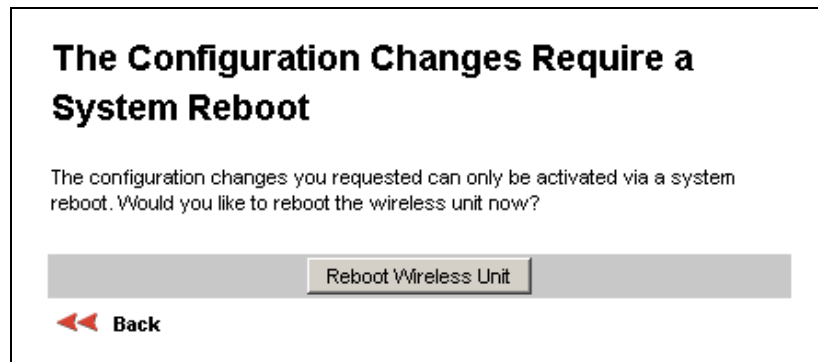 The Configuration Changes Require a
System Reboot
The configuration changes you requested can only be activated via a system
reboot. Would you like to reboot the wireless unit now?
Reboot Wireless Unit
Back